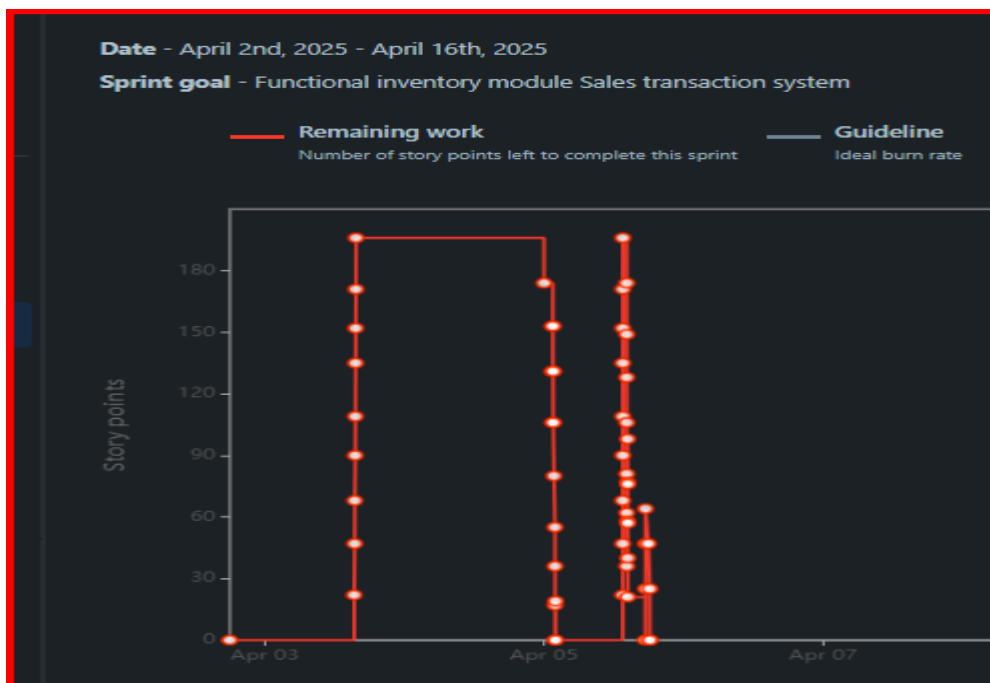 Date - April 2nd, 2025 - April 16th, 2025
Sprint goal - Functional inventory module Sales transaction system
Remaining work
Number of story points left to complete this sprint
Guideline
Ideal burn rate
180
150
120
90
60
30
0
Story points
Apr 03
Apr 05
Apr 07